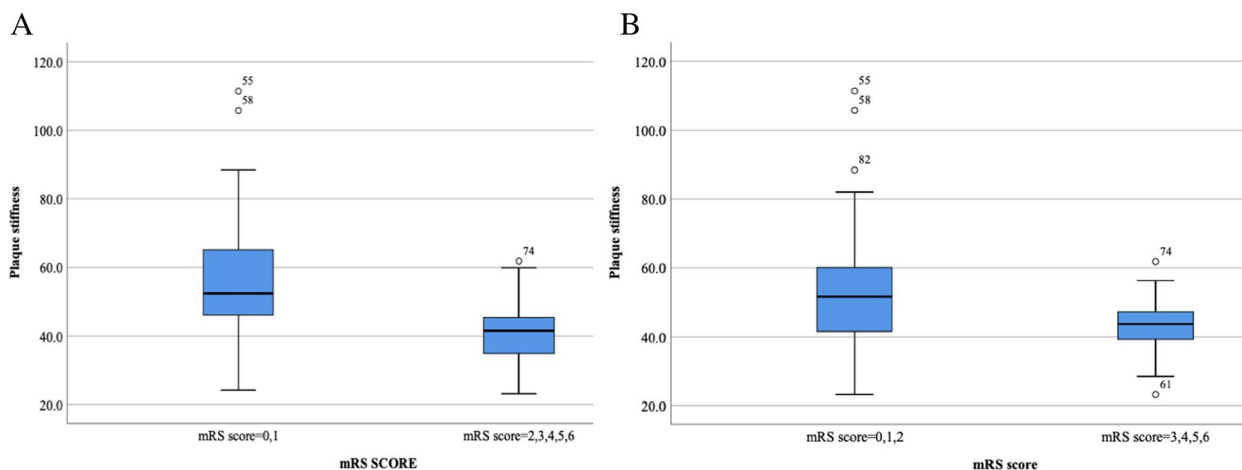 A
120.0
100.0
80.0
60.0
40.0
20.0
Plaque stiffness
55
58
74
mRS score=0,1
mRS score=2,3,4,5,6
mRS SCORE
B
120.0
100.0
80.0
60.0
40.0
20.0
Plaque stiffness
55
58
82
74
61
mRS score=0,1,2
mRS score=3,4,5,6
mRS score